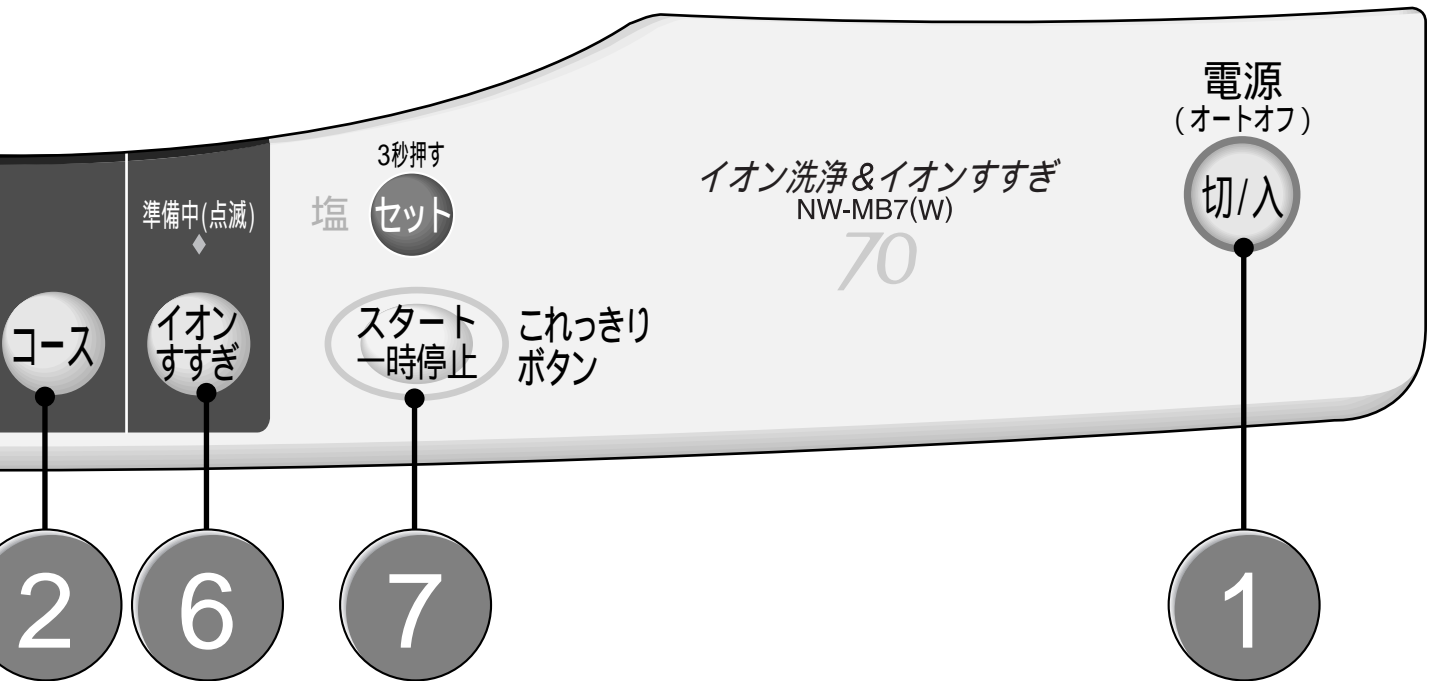 電源
(オートオフ)
切/入
3秒押す
塩
セット
イオン洗浄&イオンすすぎ
NW-MB7(W)
70
準備中(点滅)
コース
イオン
すすぎ
スタート
一時停止
これっきり
ボタン
2
6
7
1